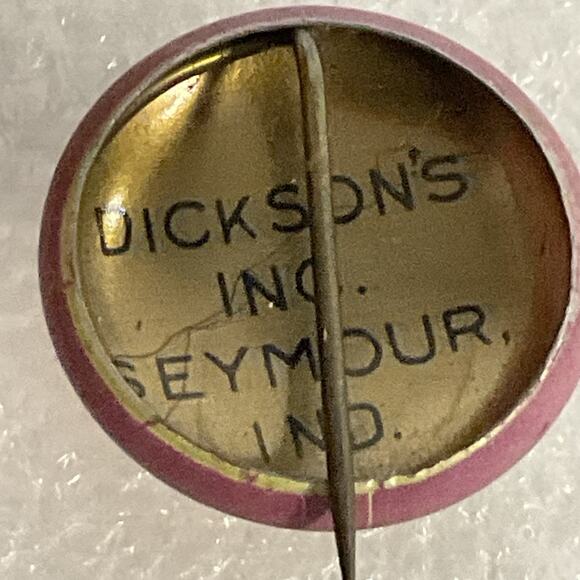 DICKSON'S
INC.
SEYMOUR,
IND.